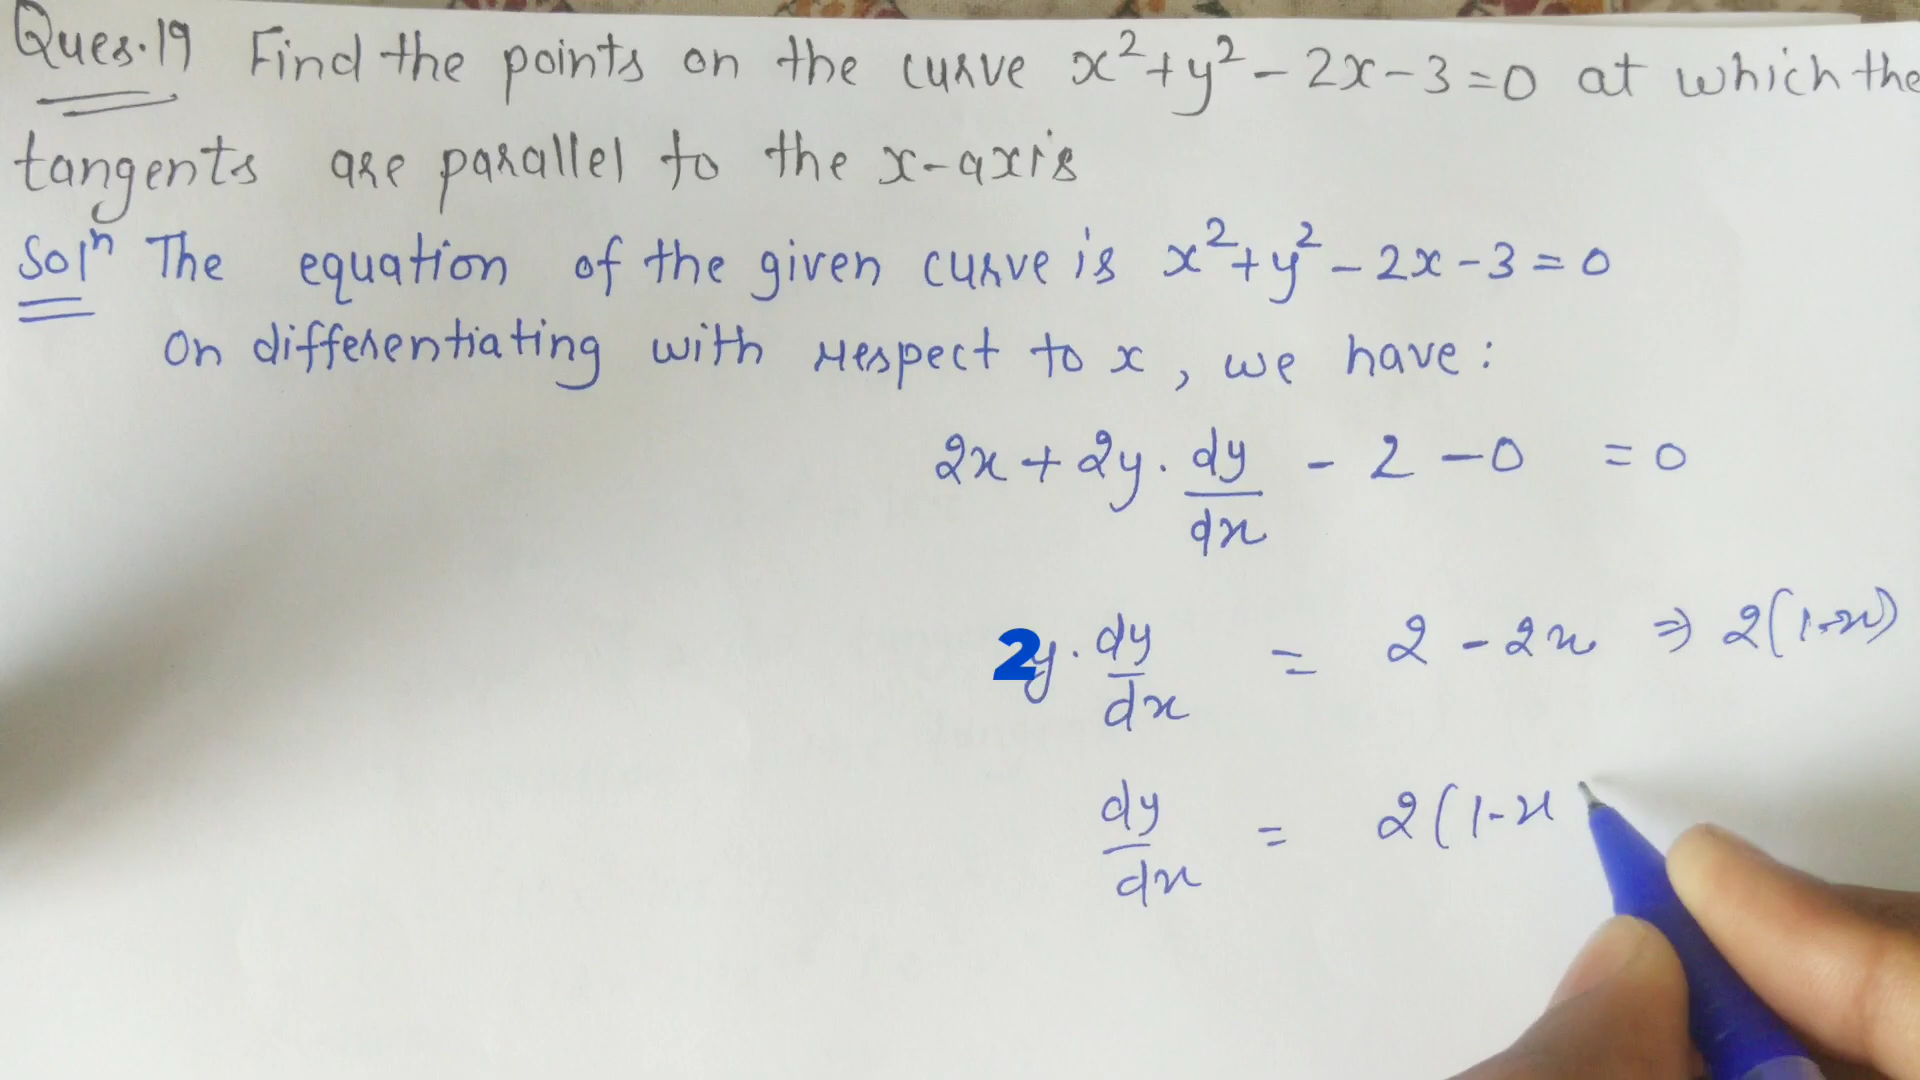 Ques.19 Find the points on the curve x²+y²-2x-3=0 at which the
tangents are parallel to the x-axis
Solⁿ The equation of the given curve is x²+y²-2x-3=0
On differentiating with respect to x, we have:
2x+2y.dy/dx - 2 - 0 = 0
2y.dy/dx = 2 - 2x ⇒ 2(1-x)
dy/dx = 2(1-x